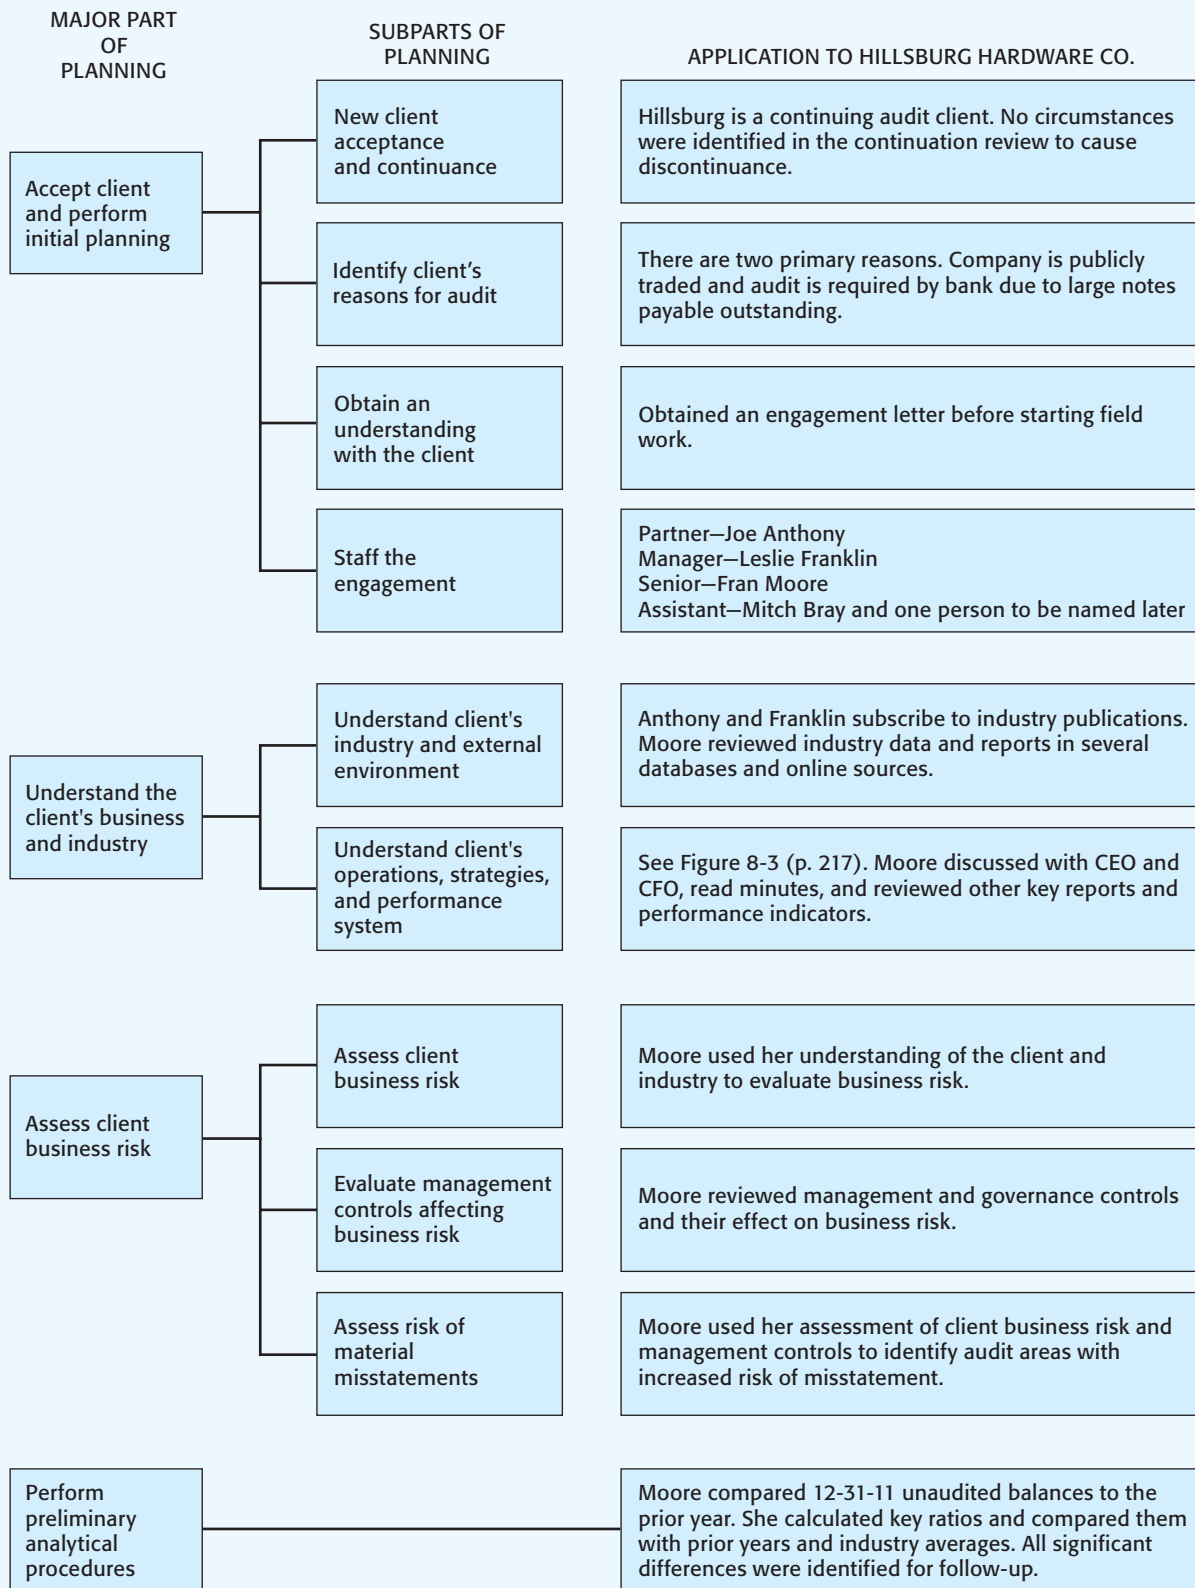 MAJOR PART
OF
PLANNING
SUBPARTS OF
PLANNING
APPLICATION TO HILLSBURG HARDWARE CO.
Accept client
and perform
initial planning
New client
acceptance
and continuance
Hillsburg is a continuing audit client. No circumstances
were identified in the continuation review to cause
discontinuance.
Identify client's
reasons for audit
There are two primary reasons. Company is publicly
traded and audit is required by bank due to large notes
payable outstanding.
Obtain an
understanding
with the client
Obtained an engagement letter before starting field
work.
Staff the
engagement
Partner—Joe Anthony
Manager—Leslie Franklin
Senior—Fran Moore
Assistant—Mitch Bray and one person to be named later
Understand the
client's business
and industry
Understand client's
industry and external
environment
Anthony and Franklin subscribe to industry publications.
Moore reviewed industry data and reports in several
databases and online sources.
Understand client's
operations, strategies,
and performance
system
See Figure 8-3 (p. 217). Moore discussed with CEO and
CFO, read minutes, and reviewed other key reports and
performance indicators.
Assess client
business risk
Assess client
business risk
Moore used her understanding of the client and
industry to evaluate business risk.
Evaluate management
controls affecting
business risk
Moore reviewed management and governance controls
and their effect on business risk.
Assess risk of
material
misstatements
Moore used her assessment of client business risk and
management controls to identify audit areas with
increased risk of misstatement.
Perform
preliminary
analytical
procedures
Moore compared 12-31-11 unaudited balances to the
prior year. She calculated key ratios and compared them
with prior years and industry averages. All significant
differences were identified for follow-up.